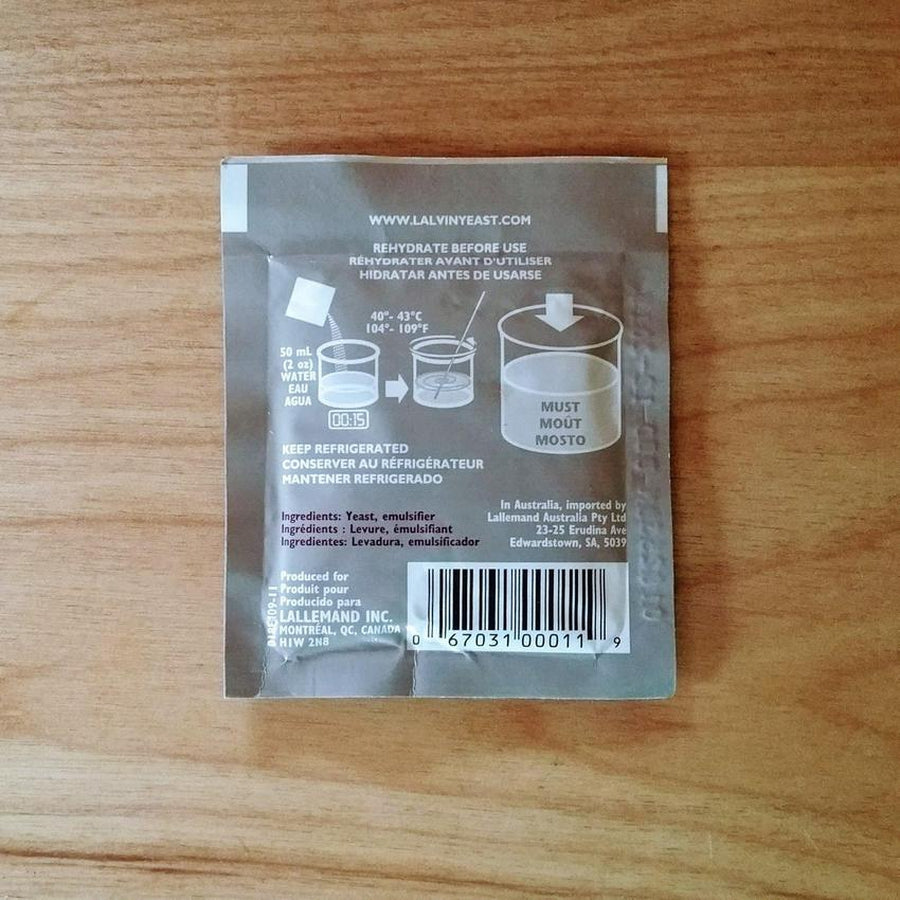 WWW.LALVINYEAST.COM
REHYDRATE BEFORE USE
RÉHYDRATER AVANT D'UTILISER
HIDRATAR ANTES DE USARSE
40°- 43°C
104°- 109°F
50 mL
(2 oz)
WATER
EAU
AGUA
00:15
MUST
MOÛT
MOSTO
KEEP REFRIGERATED
CONSERVER AU RÉFRIGÉRATEUR
MANTENER REFRIGERADO
Ingredients: Yeast, emulsifier
Ingrédients : Levure, émulsifiant
Ingredientes: Levadura, emulsificador
In Australia, imported by
Lallemand Australia Pty Ltd
23-25 Erudina Ave
Edwardstown, SA, 5039
Produced for
Produit pour
Producido para
LALLEMAND INC.
MONTRÉAL, QC, CANADA
H1W 2N8
0 67031 00011 9